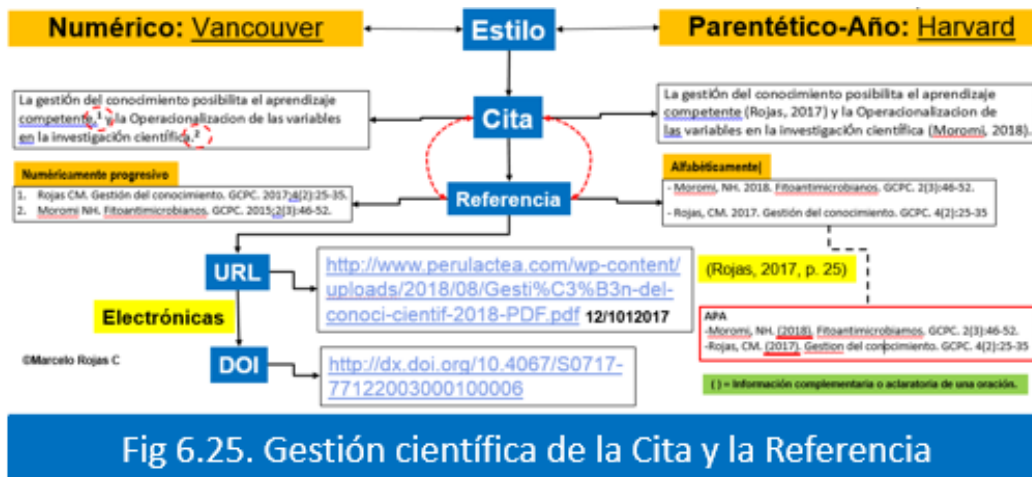 Numérico: Vancouver
Estilo
Parentético-Año: Harvard
La gestiÓn del conocimiento posibilita el aprendizaje
competente,¹ y la Operacionalizacion de las variables
en la investigaciÓn científica.²
Cita
La gestiÓn del conocimiento posibilita el aprendizaje
competente (Rojas, 2017) y la Operacionalizacion de
las variables en la investigaciÓn científica (Moromi, 2018).
Numéricamente progresivo
1. Rojas CM. Gestión del conocimiento. GCPC. 2017;4(2):25-35.
2. Moromi NH. Fitoantimicrobianos. GCPC. 2015;2(3):46-52.
Referencia
Alfabéticamente
- Moromi, NH. 2018. Fitoantimicrobianos. GCPC. 2(3):46-52.
- Rojas, CM. 2017. Gestión del conocimiento. GCPC. 4(2):25-35
URL
http://www.perulactea.com/wp-content/
uploads/2018/08/Gesti%C3%B3n-del-
conoci-cientif-2018-PDF.pdf 12/1012017
(Rojas, 2017, p. 25)
Electrónicas
APA
-Moromi, NH. (2018). Fitoantimicrobiamos. GCPC. 2(3):46-52.
-Rojas, CM. (2017). Gestion del conocimiento. GCPC. 4(2):25-35
©Marcelo Rojas C
DOI
http://dx.doi.org/10.4067/S0717-
77122003000100006
( ) = Información complementaria o aclaratoria de una oración.
Fig 6.25. Gestión científica de la Cita y la Referencia